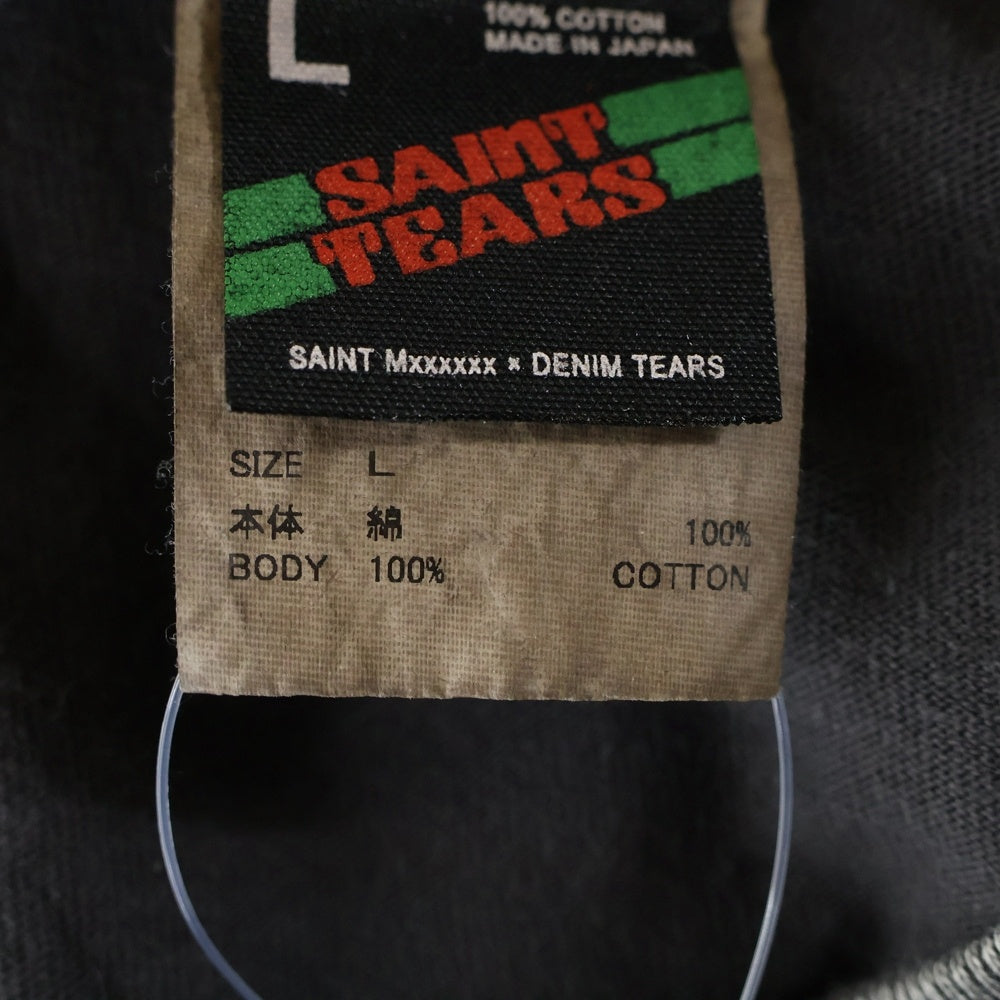 L
100% COTTON
MADE IN JAPAN
SAINT
TEARS
SAINT Mxxxxxx × DENIM TEARS
SIZE L
本体 綿 100%
BODY 100% COTTON